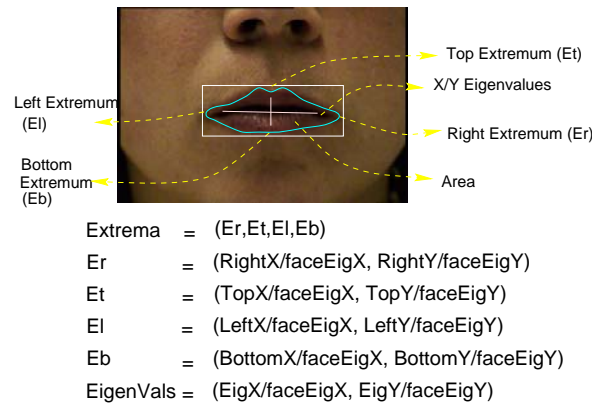 Top Extremum (Et)
X/Y Eigenvalues
Left Extremum
(El)
Right Extremum (Er)
Bottom
Extremum
(Eb)
Area
Extrema = (Er,Et,El,Eb)
Er = (RightX/faceEigX, RightY/faceEigY)
Et = (TopX/faceEigX, TopY/faceEigY)
El = (LeftX/faceEigX, LeftY/faceEigY)
Eb = (BottomX/faceEigX, BottomY/faceEigY)
EigenVals = (EigX/faceEigX, EigY/faceEigY)